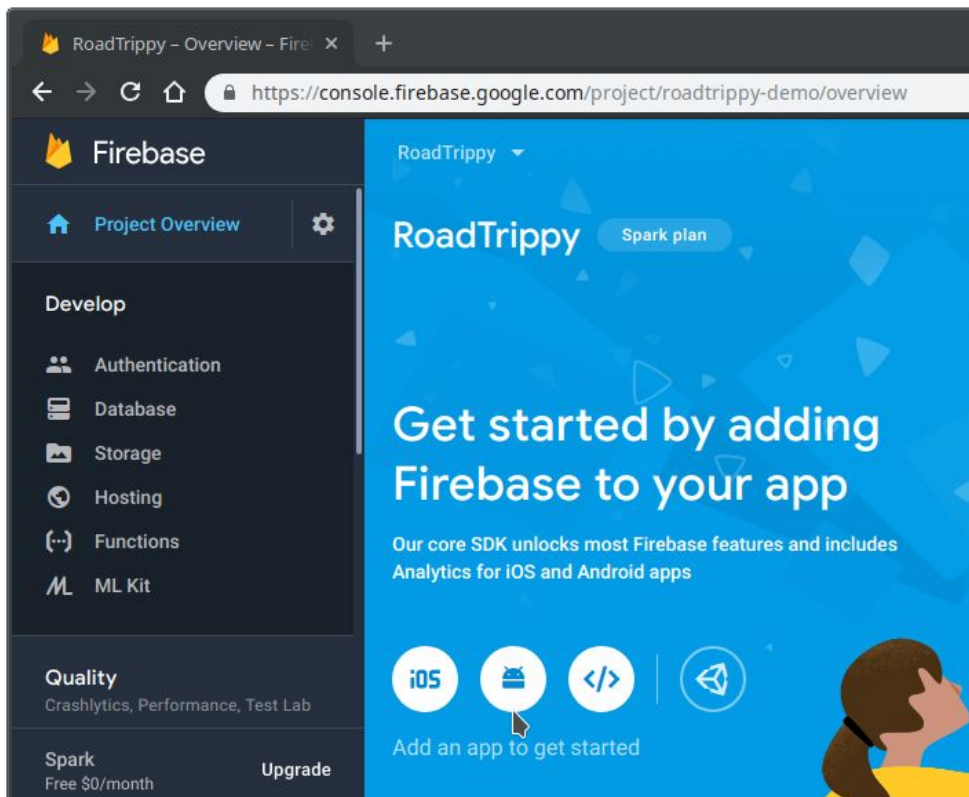 RoadTrippy – Overview – Fire
https://console.firebase.google.com/project/roadtrippy-demo/overview
Firebase
Project Overview
Develop
Authentication
Database
Storage
Hosting
Functions
ML Kit
Quality
Crashlytics, Performance, Test Lab
Spark
Free $0/month
Upgrade
RoadTrippy
RoadTrippy
Spark plan
Get started by adding
Firebase to your app
Our core SDK unlocks most Firebase features and includes
Analytics for iOS and Android apps
iOS
Add an app to get started